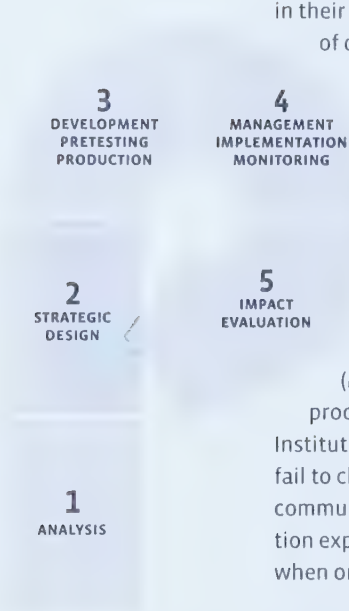 in their
of
3
DEVELOPMENT
PRETESTING
PRODUCTION
4
MANAGEMENT
IMPLEMENTATION
MONITORING
2
STRATEGIC
DESIGN
5
IMPACT
EVALUATION
1
ANALYSIS
Institut
fail to
commu
tion exp
when